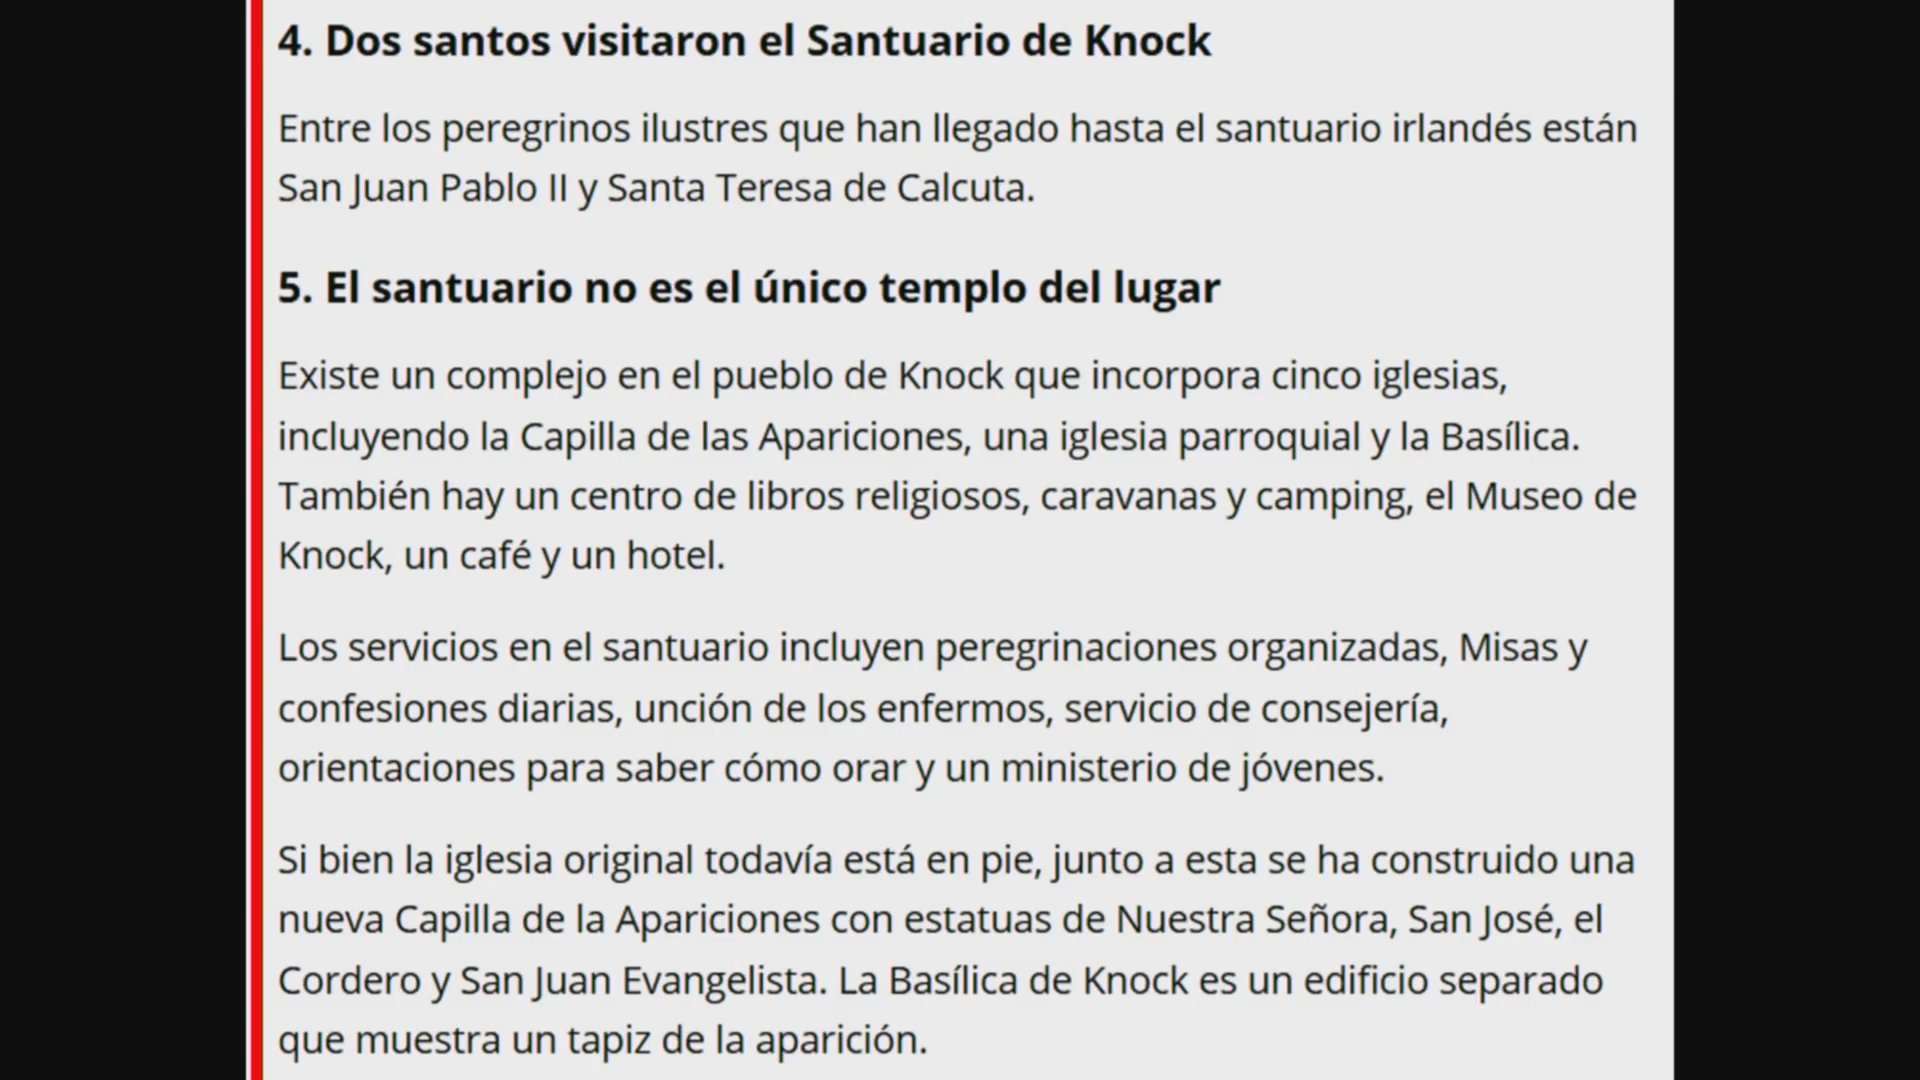 4. Dos santos visitaron el Santuario de Knock
Entre los peregrinos ilustres que han llegado hasta el santuario irlandés están
San Juan Pablo II y Santa Teresa de Calcuta.
5. El santuario no es el único templo del lugar
Existe un complejo en el pueblo de Knock que incorpora cinco iglesias,
incluyendo la Capilla de las Apariciones, una iglesia parroquial y la Basílica.
También hay un centro de libros religiosos, caravanas y camping, el Museo de
Knock, un café y un hotel.
Los servicios en el santuario incluyen peregrinaciones organizadas, Misas y
confesiones diarias, unción de los enfermos, servicio de consejería,
orientaciones para saber cómo orar y un ministerio de jóvenes.
Si bien la iglesia original todavía está en pie, junto a esta se ha construido una
nueva Capilla de la Apariciones con estatuas de Nuestra Señora, San José, el
Cordero y San Juan Evangelista. La Basílica de Knock es un edificio separado
que muestra un tapiz de la aparición.